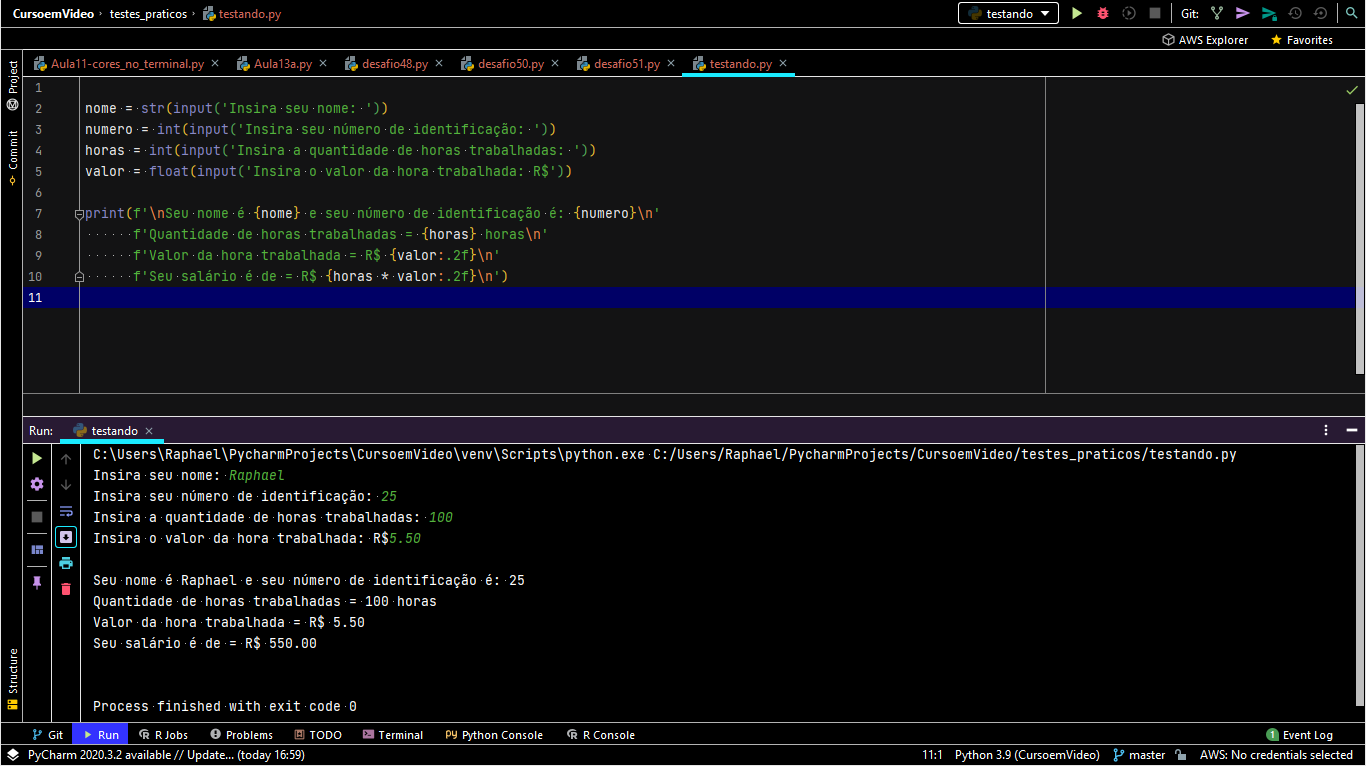 CursoemVideo › testes_praticos › testando.py
testando
Git:
AWS Explorer
Favorites
Project
Commit
Structure
Aula11-cores_no_terminal.py
Aula13a.py
desafio48.py
desafio50.py
desafio51.py
testando.py
1
2 nome = str(input('Insira seu nome: '))
3 numero = int(input('Insira seu número de identificação: '))
4 horas = int(input('Insira a quantidade de horas trabalhadas: '))
5 valor = float(input('Insira o valor da hora trabalhada: R$'))
6
7 print(f'\nSeu nome é {nome} e seu número de identificação é: {numero}\n'
8 f'Quantidade de horas trabalhadas = {horas} horas\n'
9 f'Valor da hora trabalhada = R$ {valor:.2f}\n'
10 f'Seu salário é de = R$ {horas * valor:.2f}\n')
11
Run:
testando
C:\Users\Raphael\PycharmProjects\CursoemVideo\venv\Scripts\python.exe C:/Users/Raphael/PycharmProjects/CursoemVideo/testes_praticos/testando.py
Insira seu nome: Raphael
Insira seu número de identificação: 25
Insira a quantidade de horas trabalhadas: 100
Insira o valor da hora trabalhada: R$5.50
Seu nome é Raphael e seu número de identificação é: 25
Quantidade de horas trabalhadas = 100 horas
Valor da hora trabalhada = R$ 5.50
Seu salário é de = R$ 550.00
Process finished with exit code 0
Git
Run
R Jobs
Problems
TODO
Terminal
Python Console
R Console
1 Event Log
PyCharm 2020.3.2 available // Update... (today 16:59)
11:1
Python 3.9 (CursoemVideo)
master
AWS: No credentials selected